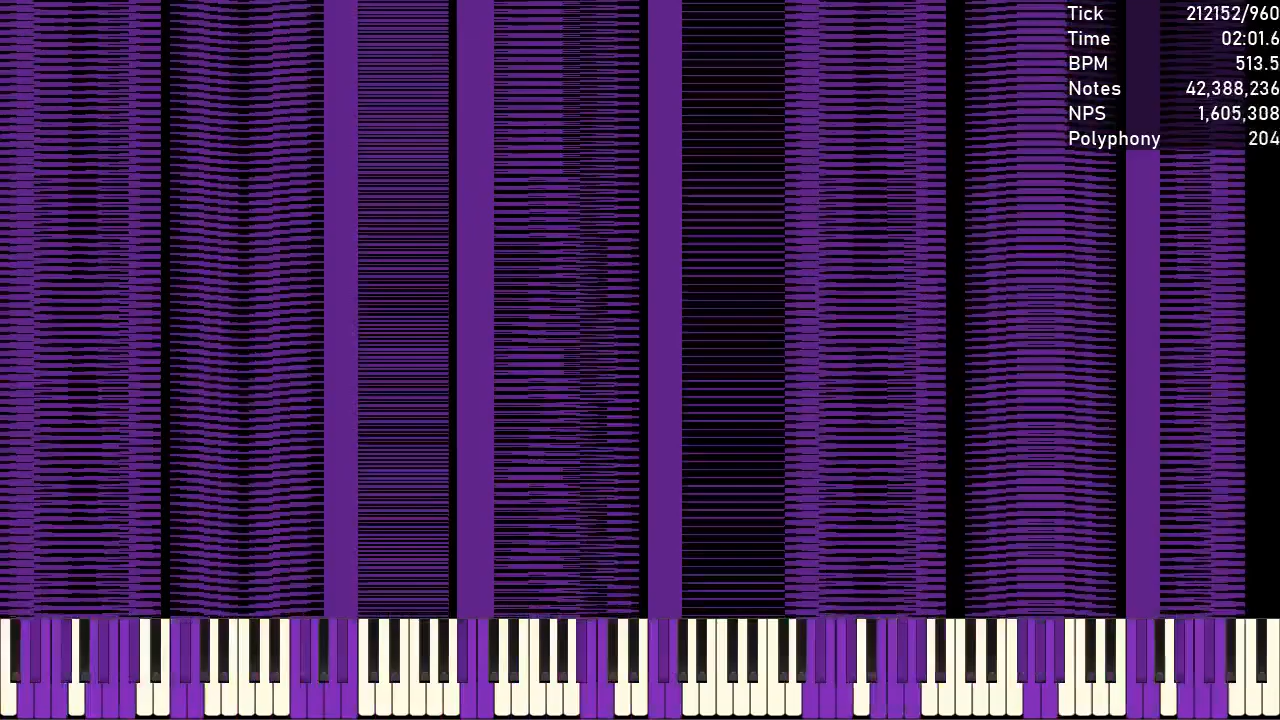 Tick 212152/960
Time 02:01.6
BPM 513.5
Notes 42,388,236
NPS 1,605,308
Polyphony 204